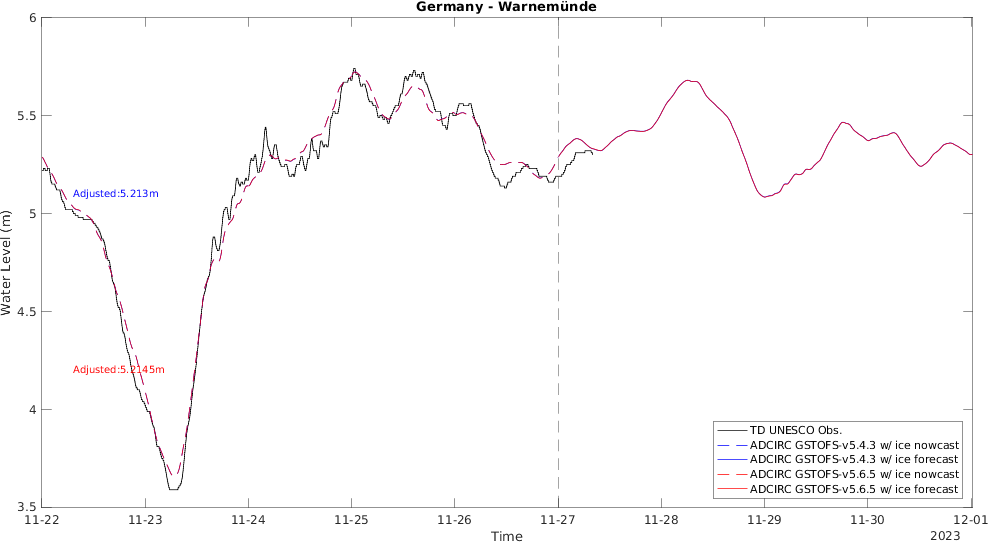 Germany - Warnemünde
6
5.5
5
4.5
4
3.5
Water Level (m)
Adjusted:5.213m
Adjusted:5.2145m
TD UNESCO Obs.
ADCIRC GSTOFS-v5.4.3 w/ ice nowcast
ADCIRC GSTOFS-v5.4.3 w/ ice forecast
ADCIRC GSTOFS-v5.6.5 w/ ice nowcast
ADCIRC GSTOFS-v5.6.5 w/ ice forecast
11-22 11-23 11-24 11-25 11-26 11-27 11-28 11-29 11-30 12-01
Time
2023